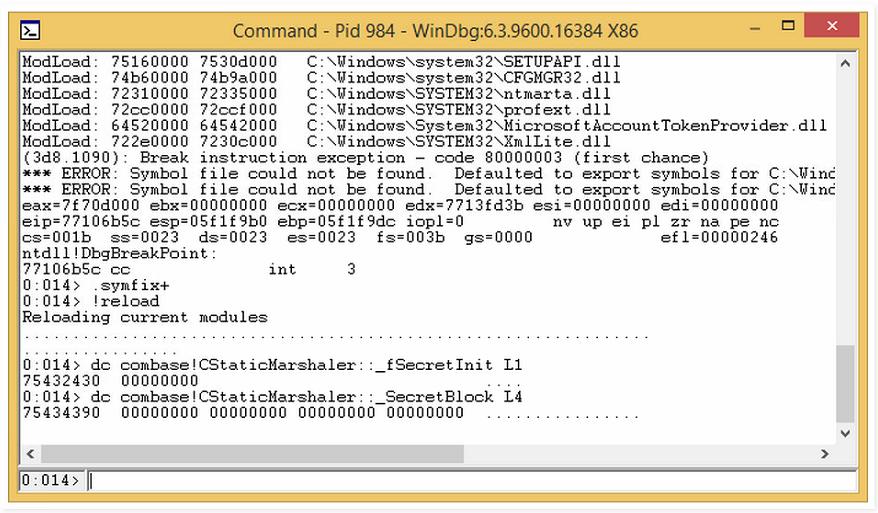 Command - Pid 984 - WinDbg:6.3.9600.16384 X86
ModLoad: 75160000 7530d000   C:\Windows\system32\SETUPAPI.dll
ModLoad: 74b60000 74b9a000   C:\Windows\system32\CFGMGR32.dll
ModLoad: 72310000 72335000   C:\Windows\SYSTEM32\ntmarta.dll
ModLoad: 72cc0000 72ccf000   C:\Windows\SYSTEM32\profext.dll
ModLoad: 64520000 64542000   C:\Windows\System32\MicrosoftAccountTokenProvider.dll
ModLoad: 722e0000 7230c000   C:\Windows\SYSTEM32\XmlLite.dll
(3d8.1090): Break instruction exception - code 80000003 (first chance)
*** ERROR: Symbol file could not be found.  Defaulted to export symbols for C:\Wind
*** ERROR: Symbol file could not be found.  Defaulted to export symbols for C:\Wind
eax=7f70d000 ebx=00000000 ecx=00000000 edx=7713fd3b esi=00000000 edi=00000000
eip=77106b5c esp=05f1f9b0 ebp=05f1f9dc iopl=0         nv up ei pl zr na pe nc
cs=001b  ss=0023  ds=0023  es=0023  fs=003b  gs=0000             efl=00000246
ntdll!DbgBreakPoint:
77106b5c cc              int     3
0:014> .symfix+
0:014> !reload
Reloading current modules
................................................................
................
0:014> dc combase!CStaticMarshaler::_fSecretInit L1
75432430  00000000                             ....
0:014> dc combase!CStaticMarshaler::_SecretBlock L4
75434390  00000000 00000000 00000000 00000000  ................
0:014>